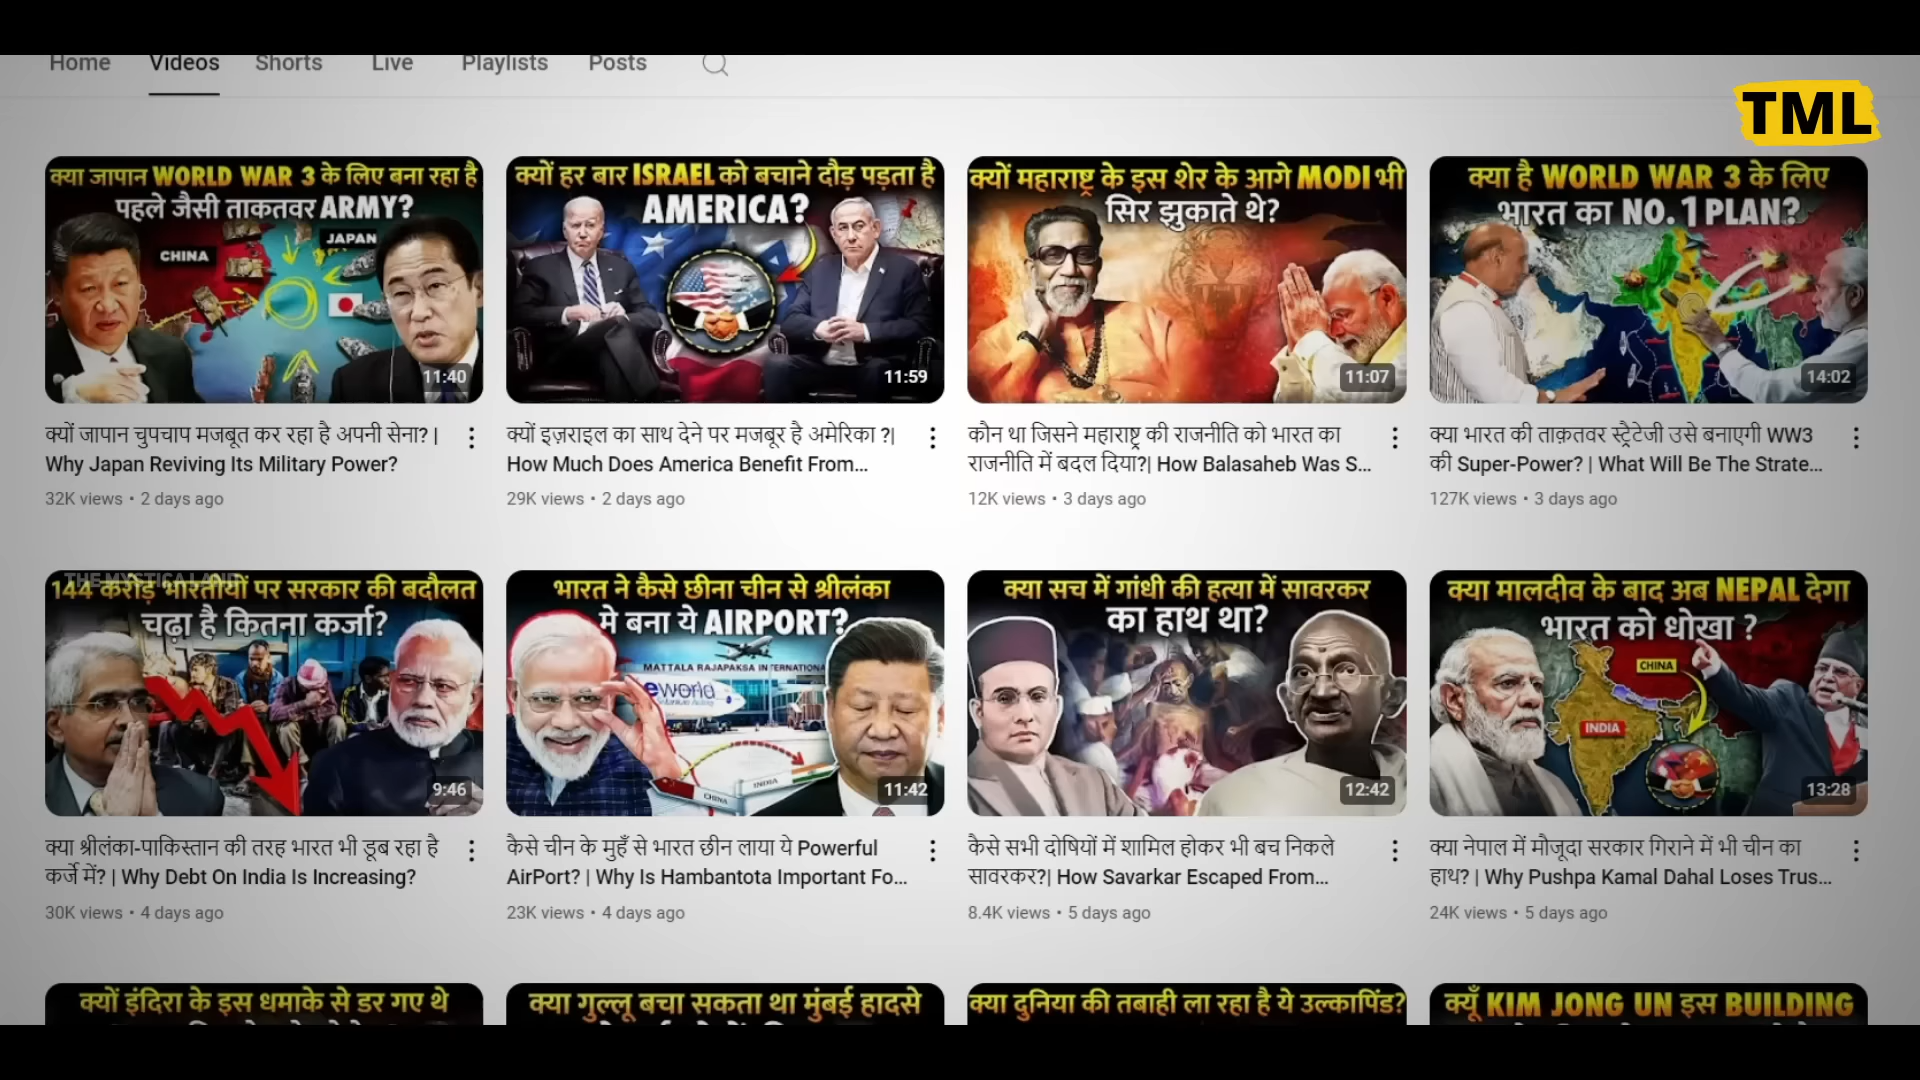 Home Videos Shorts Live Playlists Posts
TML
क्या जापान WORLD WAR 3 के लिए बना रहा है
पहले जैसी ताकतवर ARMY?
CHINA
JAPAN
11:40
क्यों जापान चुपचाप मजबूत कर रहा है अपनी सेना? |
Why Japan Reviving Its Military Power?
32K views • 2 days ago
क्यों हर बार ISRAEL को बचाने दौड़ पड़ता है
AMERICA?
11:59
क्यों इज़राइल का साथ देने पर मजबूर है अमेरिका ?|
How Much Does America Benefit From...
29K views • 2 days ago
क्यों महाराष्ट्र के इस शेर के आगे MODI भी
सिर झुकाते थे?
11:07
कौन था जिसने महाराष्ट्र की राजनीति को भारत का
राजनीति में बदल दिया?| How Balasaheb Was S...
12K views • 3 days ago
क्या है WORLD WAR 3 के लिए
भारत का NO. 1 PLAN?
14:02
क्या भारत की ताक़तवर स्ट्रैटेजी उसे बनाएगी WW3
की Super-Power? | What Will Be The Strate...
127K views • 3 days ago
THE MYSTICA LAND
144 करोड़ भारतीयों पर सरकार की बदौलत
चढ़ा है कितना कर्जा?
9:46
क्या श्रीलंका-पाकिस्तान की तरह भारत भी डूब रहा है
कर्जे में? | Why Debt On India Is Increasing?
30K views • 4 days ago
भारत ने कैसे छीना चीन से श्रीलंका
मे बना ये AIRPORT?
MATTALA RAJAPAKSA INTERNATIONA
eworld
CHINA
INDIA
11:42
कैसे चीन के मुहँ से भारत छीन लाया ये Powerful
AirPort? | Why Is Hambantota Important Fo...
23K views • 4 days ago
क्या सच में गांधी की हत्या में सावरकर
का हाथ था?
12:42
कैसे सभी दोषियों में शामिल होकर भी बच निकले
सावरकर?| How Savarkar Escaped From...
8.4K views • 5 days ago
क्या मालदीव के बाद अब NEPAL देगा
भारत को धोखा ?
CHINA
INDIA
13:28
क्या नेपाल में मौजूदा सरकार गिराने में भी चीन का
हाथ? | Why Pushpa Kamal Dahal Loses Trus...
24K views • 5 days ago
क्यों इंदिरा के इस धमाके से डर गए थे
क्या गुल्लू बचा सकता था मुंबई हादसे
क्या दुनिया की तबाही ला रहा है ये उल्कापिंड?
क्यूँ KIM JONG UN इस BUILDING